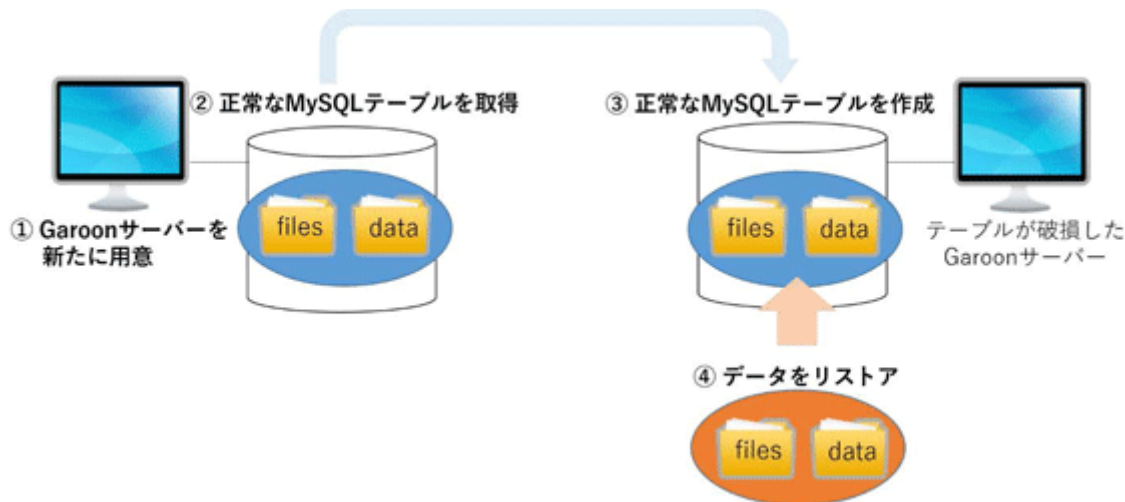 ② 正常なMySQLテーブルを取得
③ 正常なMySQLテーブルを作成
files
data
files
data
① Garoonサーバーを
新たに用意
テーブルが破損した
Garoonサーバー
④ データをリストア
files
data